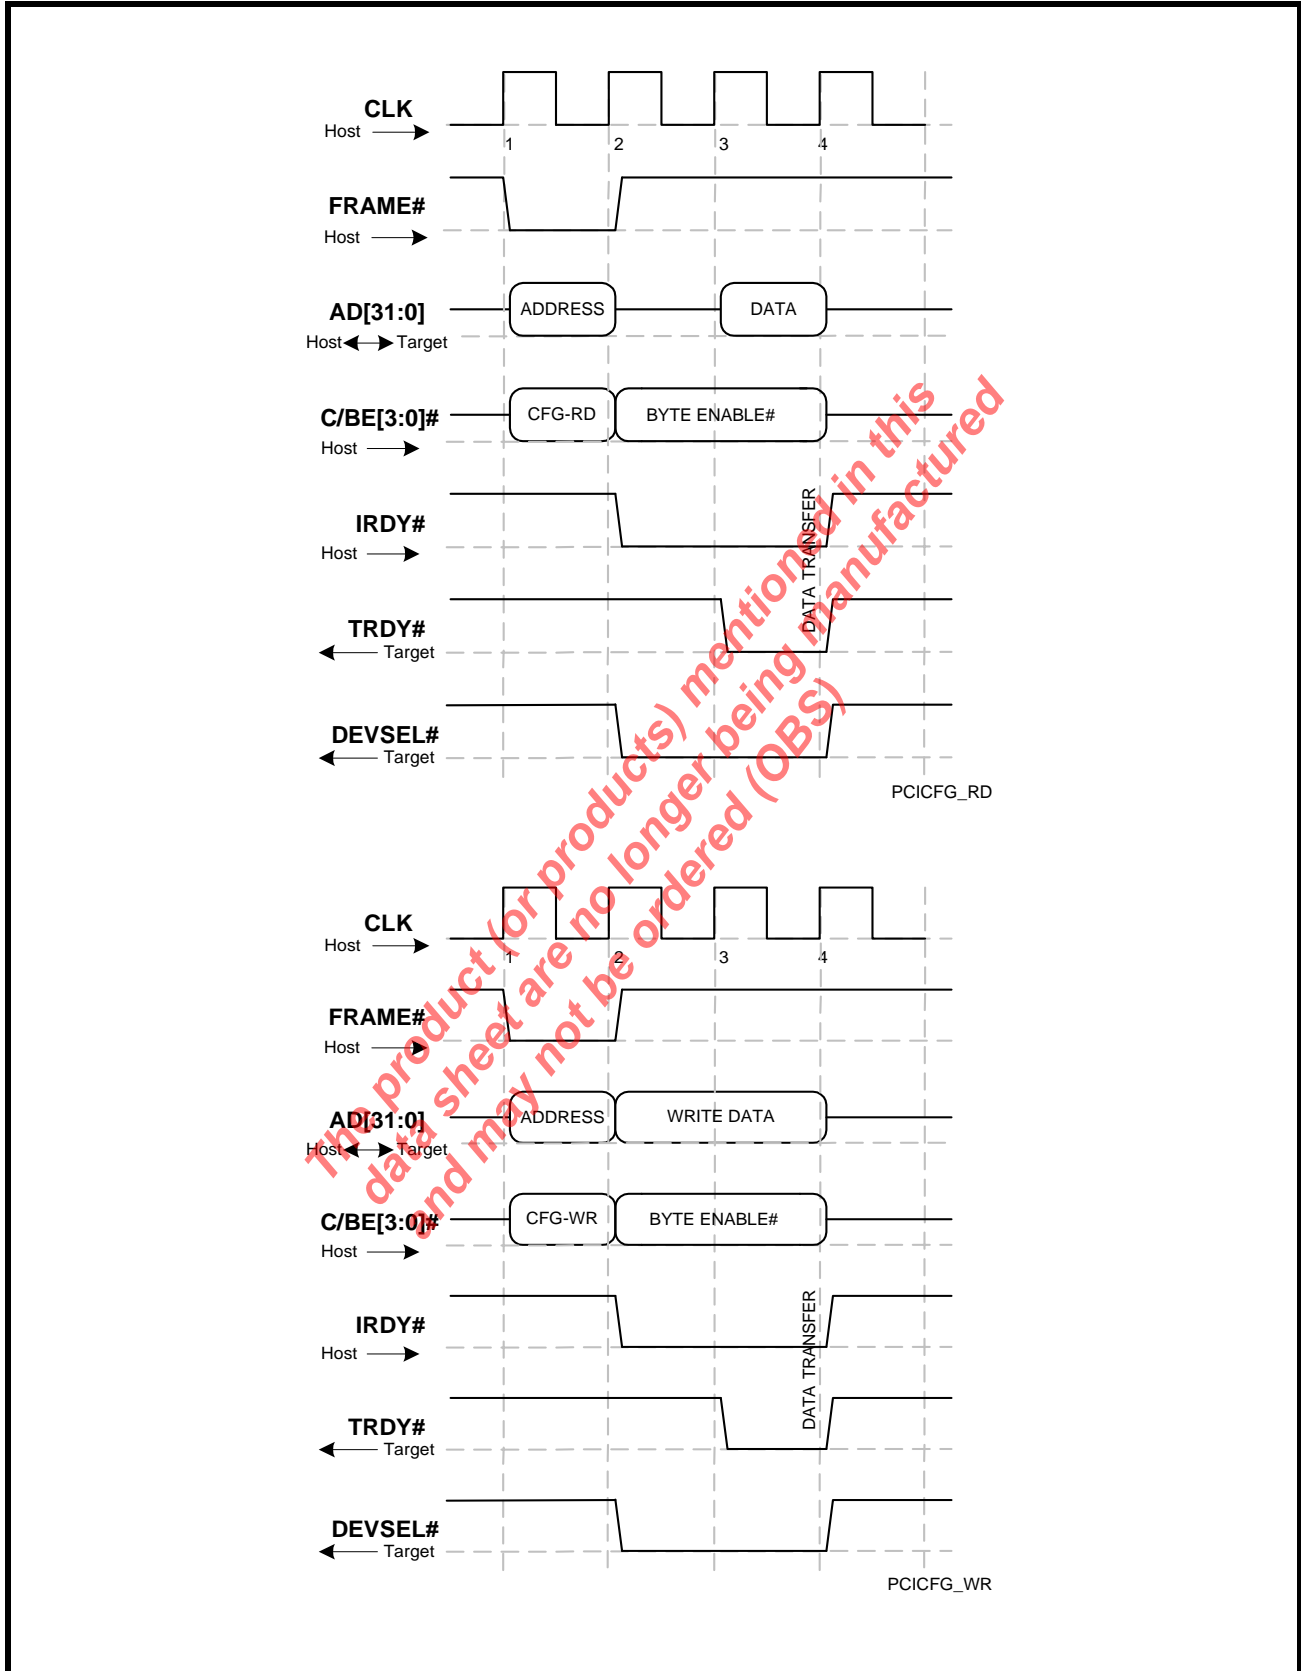 CLK
Host
1 2 3 4
FRAME#
Host
AD[31:0]
ADDRESS DATA
Host Target
C/BE[3:0]#
CFG-RD BYTE ENABLE#
Host
IRDY#
Host
DATA TRANSFER
TRDY#
Target
DEVSEL#
Target
PCICFG_RD
CLK
Host
1 2 3 4
FRAME#
Host
AD[31:0]
ADDRESS WRITE DATA
Host Target
C/BE[3:0]#
CFG-WR BYTE ENABLE#
Host
IRDY#
Host
DATA TRANSFER
TRDY#
Target
DEVSEL#
Target
PCICFG_WR
The product (or products) mentioned in this
data sheet are no longer being manufactured
and may not be ordered (OBS)